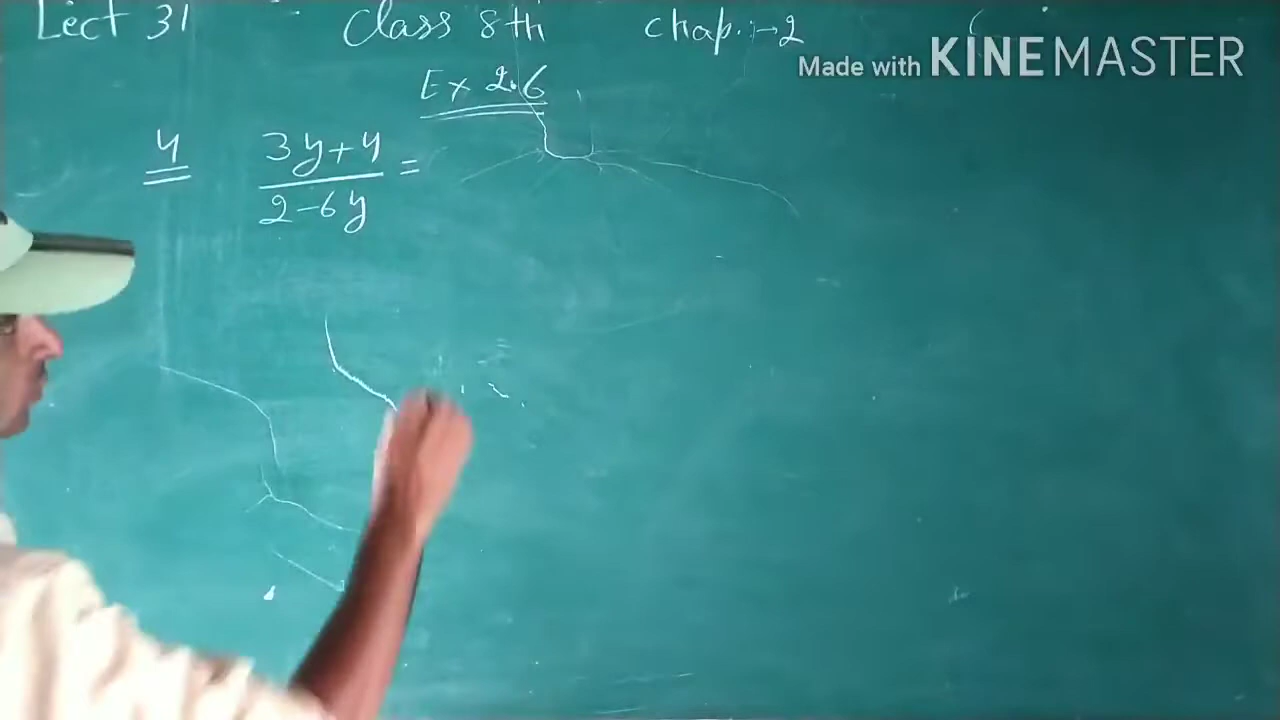 Lect 31 Class 8th Chap. :- 2 (
Made with KINEMASTER
Ex 2.6
4 3y+4 =
2-6y